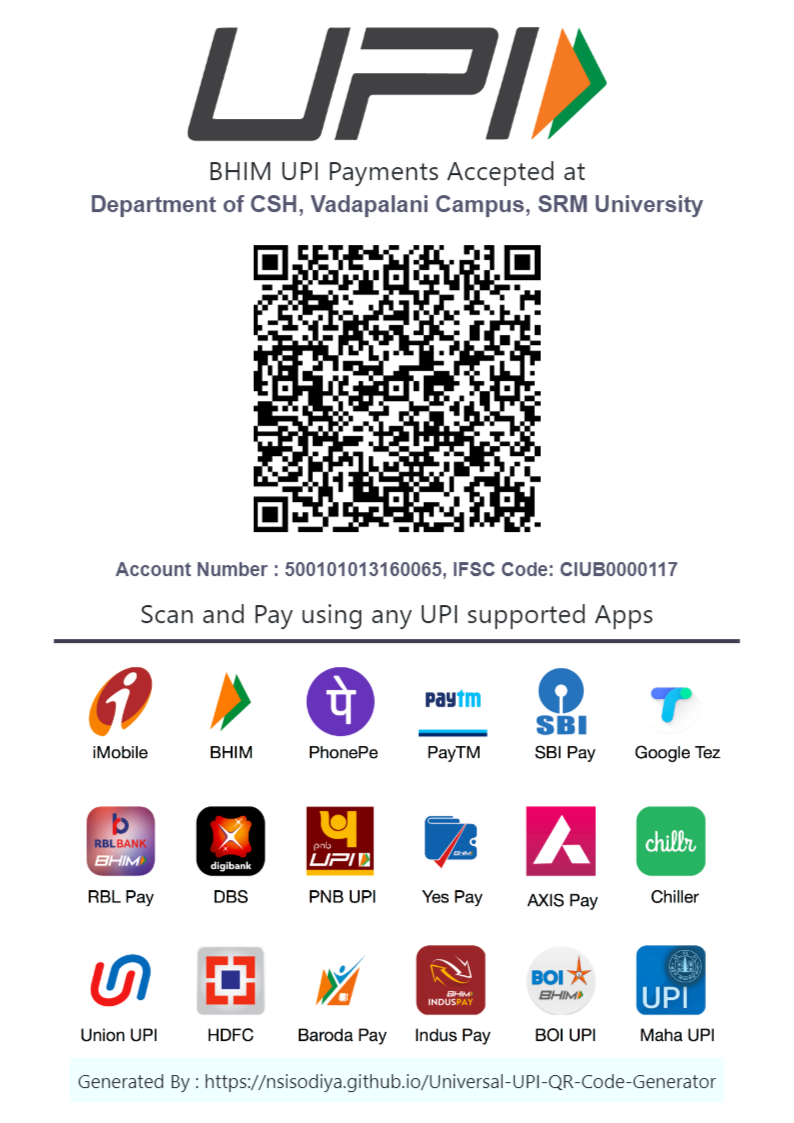 UPI
BHIM UPI Payments Accepted at
Department of CSH, Vadapalani Campus, SRM University
Account Number : 500101013160065, IFSC Code: CIUB0000117
Scan and Pay using any UPI supported Apps
i पे paytm SBI
iMobile BHIM PhonePe PayTM SBI Pay Google Tez
b RBLBANK BHIM digibank प pnb UPI BHIM chillr
RBL Pay DBS PNB UPI Yes Pay AXIS Pay Chiller
BHIM INDUSPAY BOI BHIM UPI
Union UPI HDFC Baroda Pay Indus Pay BOI UPI Maha UPI
Generated By : https://nsisodiya.github.io/Universal-UPI-QR-Code-Generator